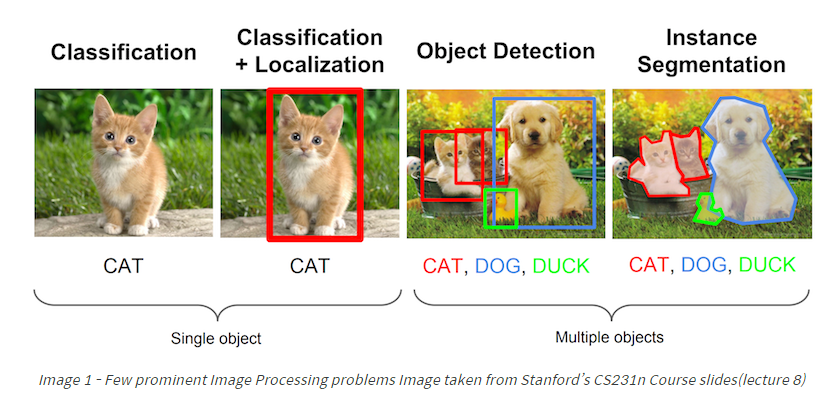 Classification
Classification
+ Localization
Object Detection
Instance
Segmentation
CAT
CAT
CAT, DOG, DUCK
CAT, DOG, DUCK
Single object
Multiple objects
Image 1 - Few prominent Image Processing problems Image taken from Stanford's CS231n Course slides(lecture 8)